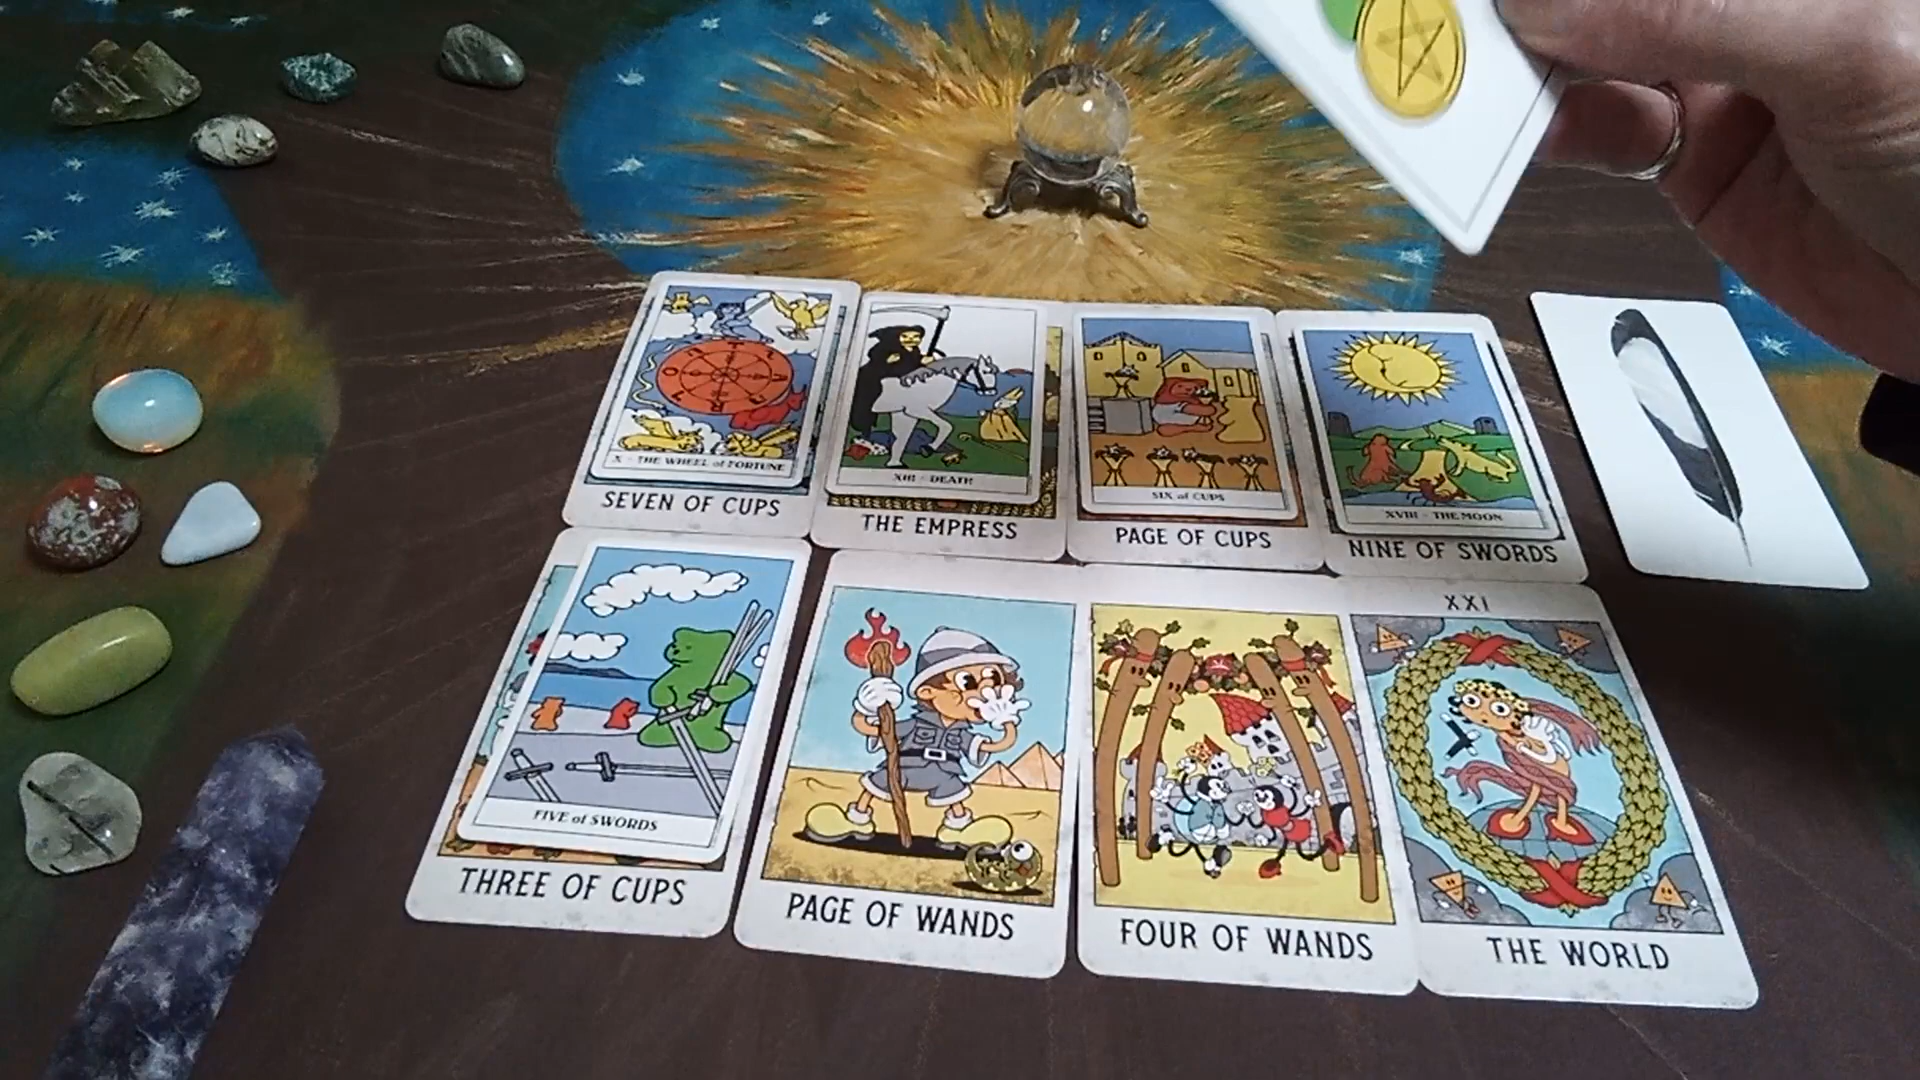 X - THE WHEEL of FORTUNE
SEVEN OF CUPS
XIII - DEATH
THE EMPRESS
SIX of CUPS
PAGE OF CUPS
XVIII - THE MOON
NINE OF SWORDS
FIVE of SWORDS
THREE OF CUPS
PAGE OF WANDS
FOUR OF WANDS
XXI
THE WORLD